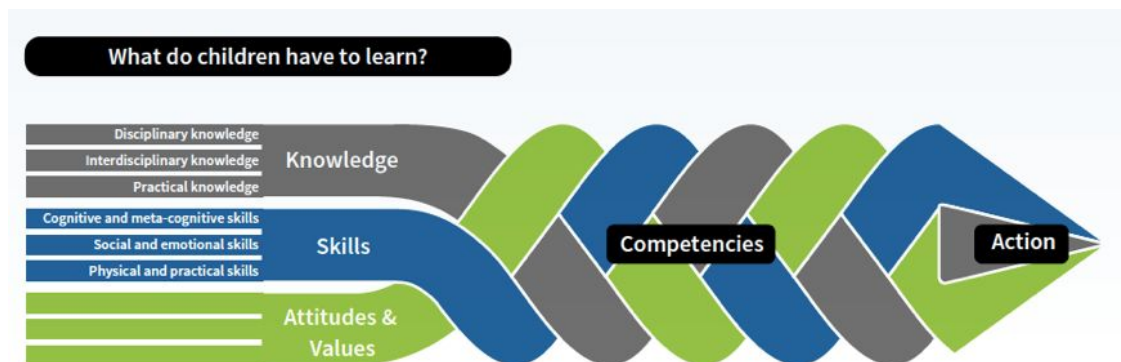 What do children have to learn?
Disciplinary knowledge
Interdisciplinary knowledge
Practical knowledge
Knowledge
Cognitive and meta-cognitive skills
Social and emotional skills
Physical and practical skills
Skills
Attitudes &
Values
Competencies
Action